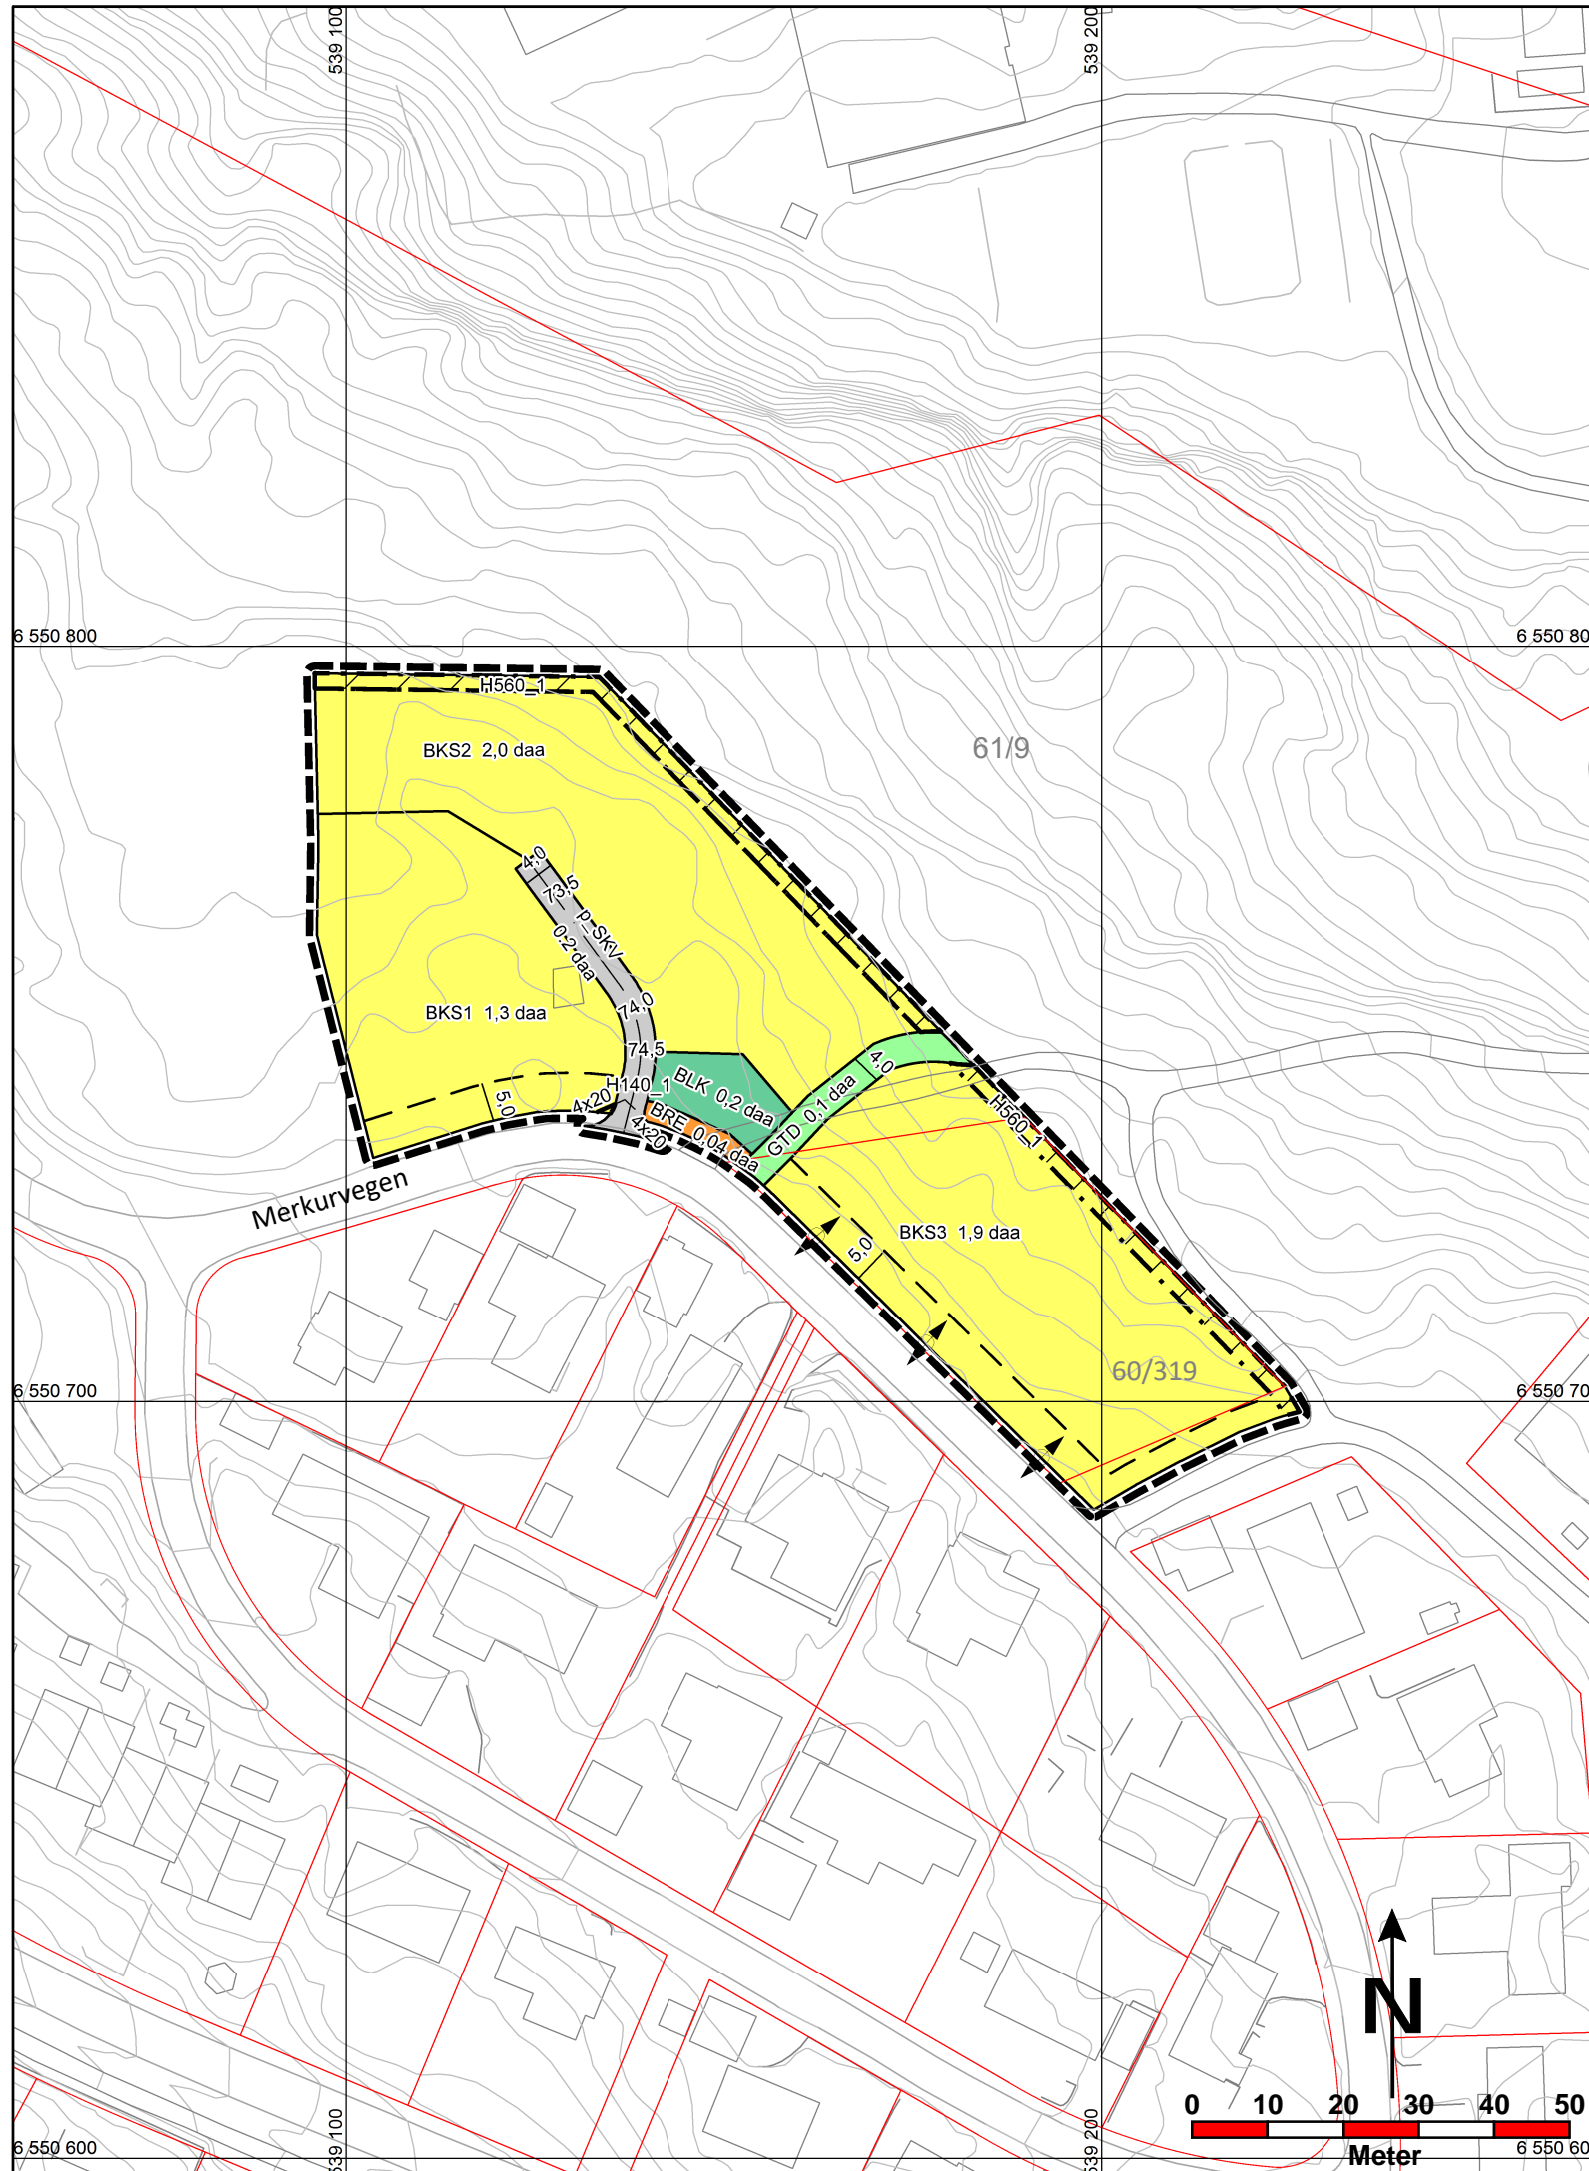 539 100
539 200
6 550 800
6 550 80
H560_1
BKS2 2,0 daa
61/9
4,0
73,5
p_SKV
0.2 daa
74,0
BKS1 1,3 daa
74,5
4,0
H140_1
BLK 0,2 daa
GTD 0,1 daa
5,0
4x20
4x20
BRE 0,04 daa
H560_1
Merkurvegen
BKS3 1,9 daa
5,0
60/319
6 550 700
6 550 70
N
0 10 20 30 40 50
Meter
539 100
539 200
6 550 600
6 550 60